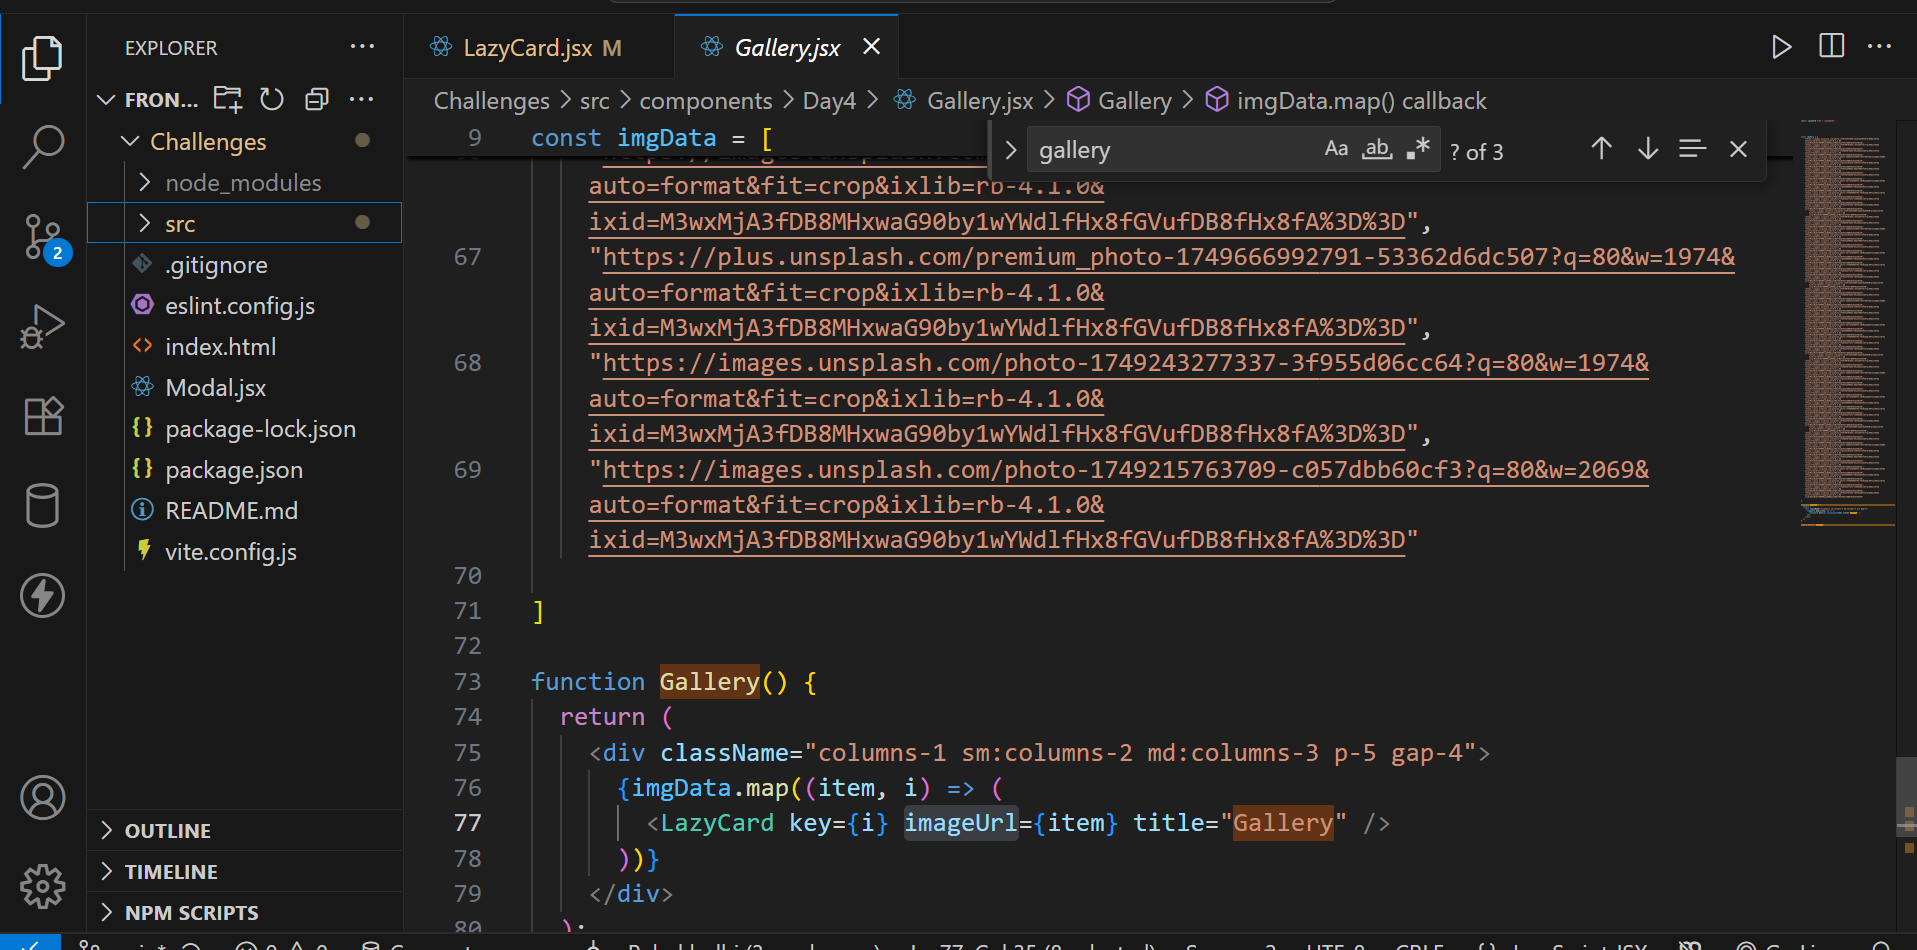 EXPLORER
FRON...
Challenges
node_modules
src
.gitignore
eslint.config.js
index.html
Modal.jsx
{} package-lock.json
{} package.json
README.md
vite.config.js
OUTLINE
TIMELINE
NPM SCRIPTS
2
LazyCard.jsx M
Gallery.jsx
Challenges > src > components > Day4 > Gallery.jsx > Gallery > imgData.map() callback
gallery
Aa ab .* ? of 3
9 const imgData = [
auto=format&fit=crop&ixlib=rb-4.1.0&
ixid=M3wxMjA3fDB8MHxwaG90by1wYWdlfHx8fGVufDB8fHx8fA%3D%3D",
67 "https://plus.unsplash.com/premium_photo-1749666992791-53362d6dc507?q=80&w=1974&
auto=format&fit=crop&ixlib=rb-4.1.0&
ixid=M3wxMjA3fDB8MHxwaG90by1wYWdlfHx8fGVufDB8fHx8fA%3D%3D",
68 "https://images.unsplash.com/photo-1749243277337-3f955d06cc64?q=80&w=1974&
auto=format&fit=crop&ixlib=rb-4.1.0&
ixid=M3wxMjA3fDB8MHxwaG90by1wYWdlfHx8fGVufDB8fHx8fA%3D%3D",
69 "https://images.unsplash.com/photo-1749215763709-c057dbb60cf3?q=80&w=2069&
auto=format&fit=crop&ixlib=rb-4.1.0&
ixid=M3wxMjA3fDB8MHxwaG90by1wYWdlfHx8fGVufDB8fHx8fA%3D%3D"
70
71 ]
72
73 function Gallery() {
74 return (
75 <div className="columns-1 sm:columns-2 md:columns-3 p-5 gap-4">
76 {imgData.map((item, i) => (
77 <LazyCard key={i} imageUrl={item} title="Gallery" />
78 ))}
79 </div>
80 );